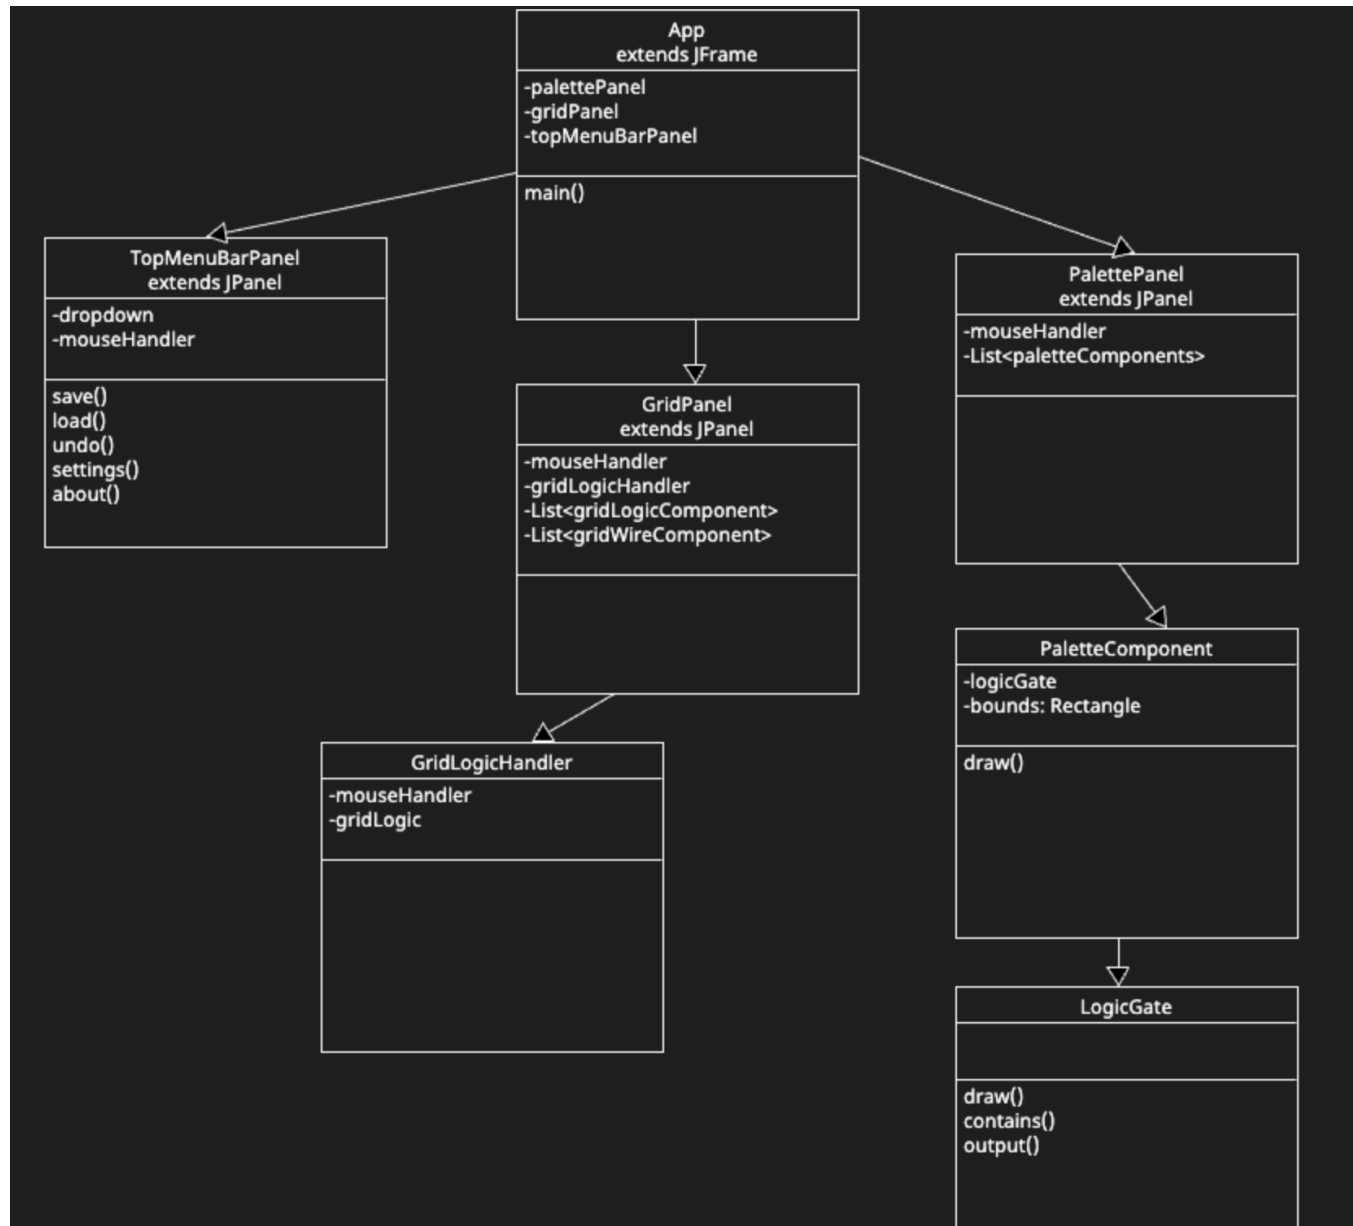 App
extends JFrame
-palettePanel
-gridPanel
-topMenuBarPanel
main()
TopMenuBarPanel
extends JPanel
-dropdown
-mouseHandler
save()
load()
undo()
settings()
about()
GridPanel
extends JPanel
-mouseHandler
-gridLogicHandler
-List<gridLogicComponent>
-List<gridWireComponent>
PalettePanel
extends JPanel
-mouseHandler
-List<paletteComponents>
GridLogicHandler
-mouseHandler
-gridLogic
PaletteComponent
-logicGate
-bounds: Rectangle
draw()
LogicGate
draw()
contains()
output()